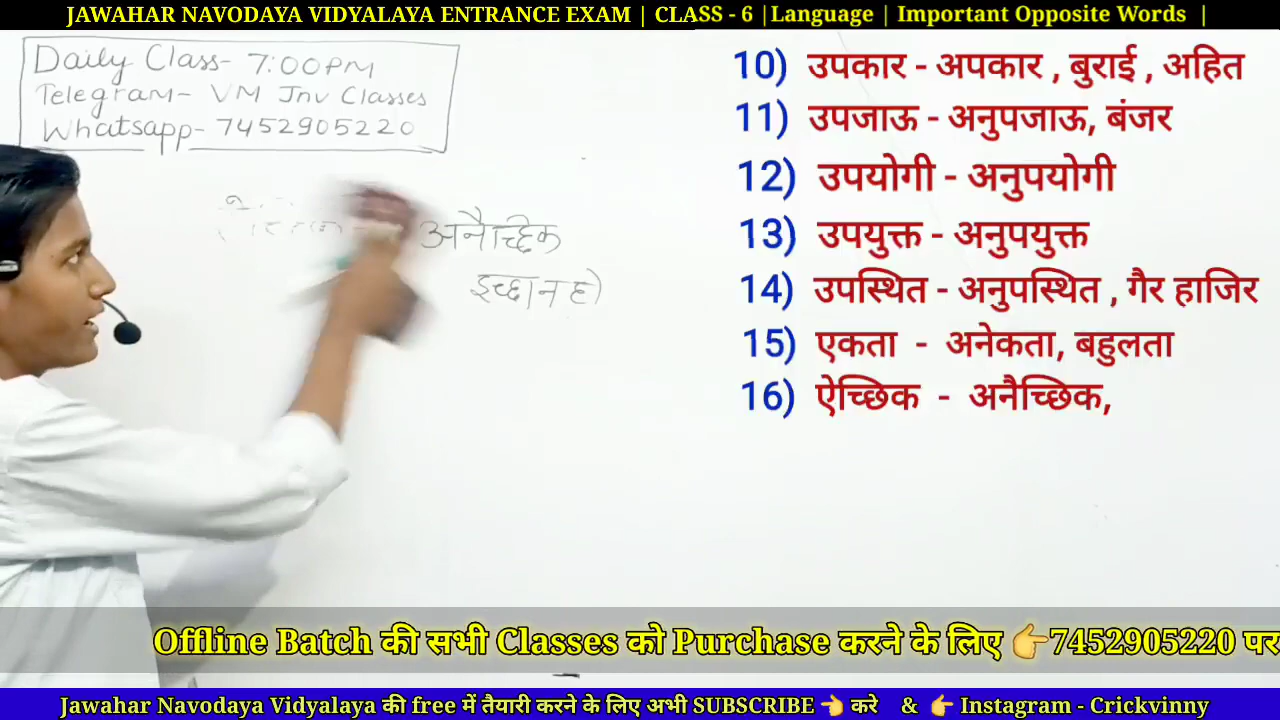 JAWAHAR NAVODAYA VIDYALAYA ENTRANCE EXAM | CLASS - 6 |Language | Important Opposite Words |
Daily Class- 7:00PM
Telegram- VM Jnv Classes
Whatsapp- 7452905220
अनैच्छिक
इच्छा न हो
10) उपकार - अपकार , बुराई , अहित
11) उपजाऊ - अनुपजाऊ, बंजर
12) उपयोगी - अनुपयोगी
13) उपयुक्त - अनुपयुक्त
14) उपस्थित - अनुपस्थित , गैर हाजिर
15) एकता - अनेकता, बहुलता
16) ऐच्छिक - अनैच्छिक,
Offline Batch की सभी Classes को Purchase करने के लिए 👉7452905220 पर
Jawahar Navodaya Vidyalaya की free में तैयारी करने के लिए अभी SUBSCRIBE 👈 करे & 👉 Instagram - Crickvinny